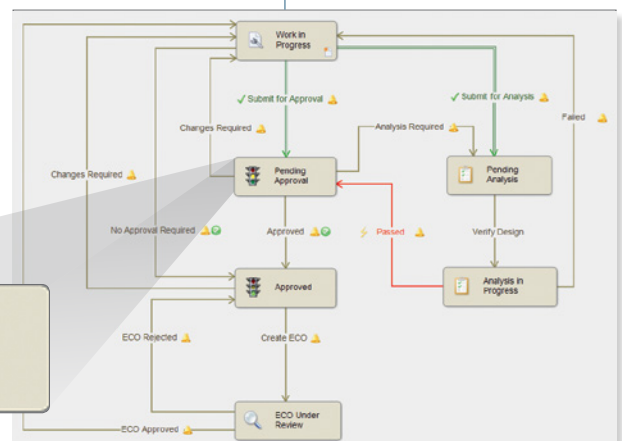 Work in
Progress
Submit for Approval
Submit for Analysis
Failed
Changes Required
Analysis Required
Changes Required
Pending
Approval
Pending
Analysis
No Approval Required
Approved
Passed
Verify Design
Approved
Analysis in
Progress
ECO Rejected
Create ECO
ECO Under
Review
ECO Approved